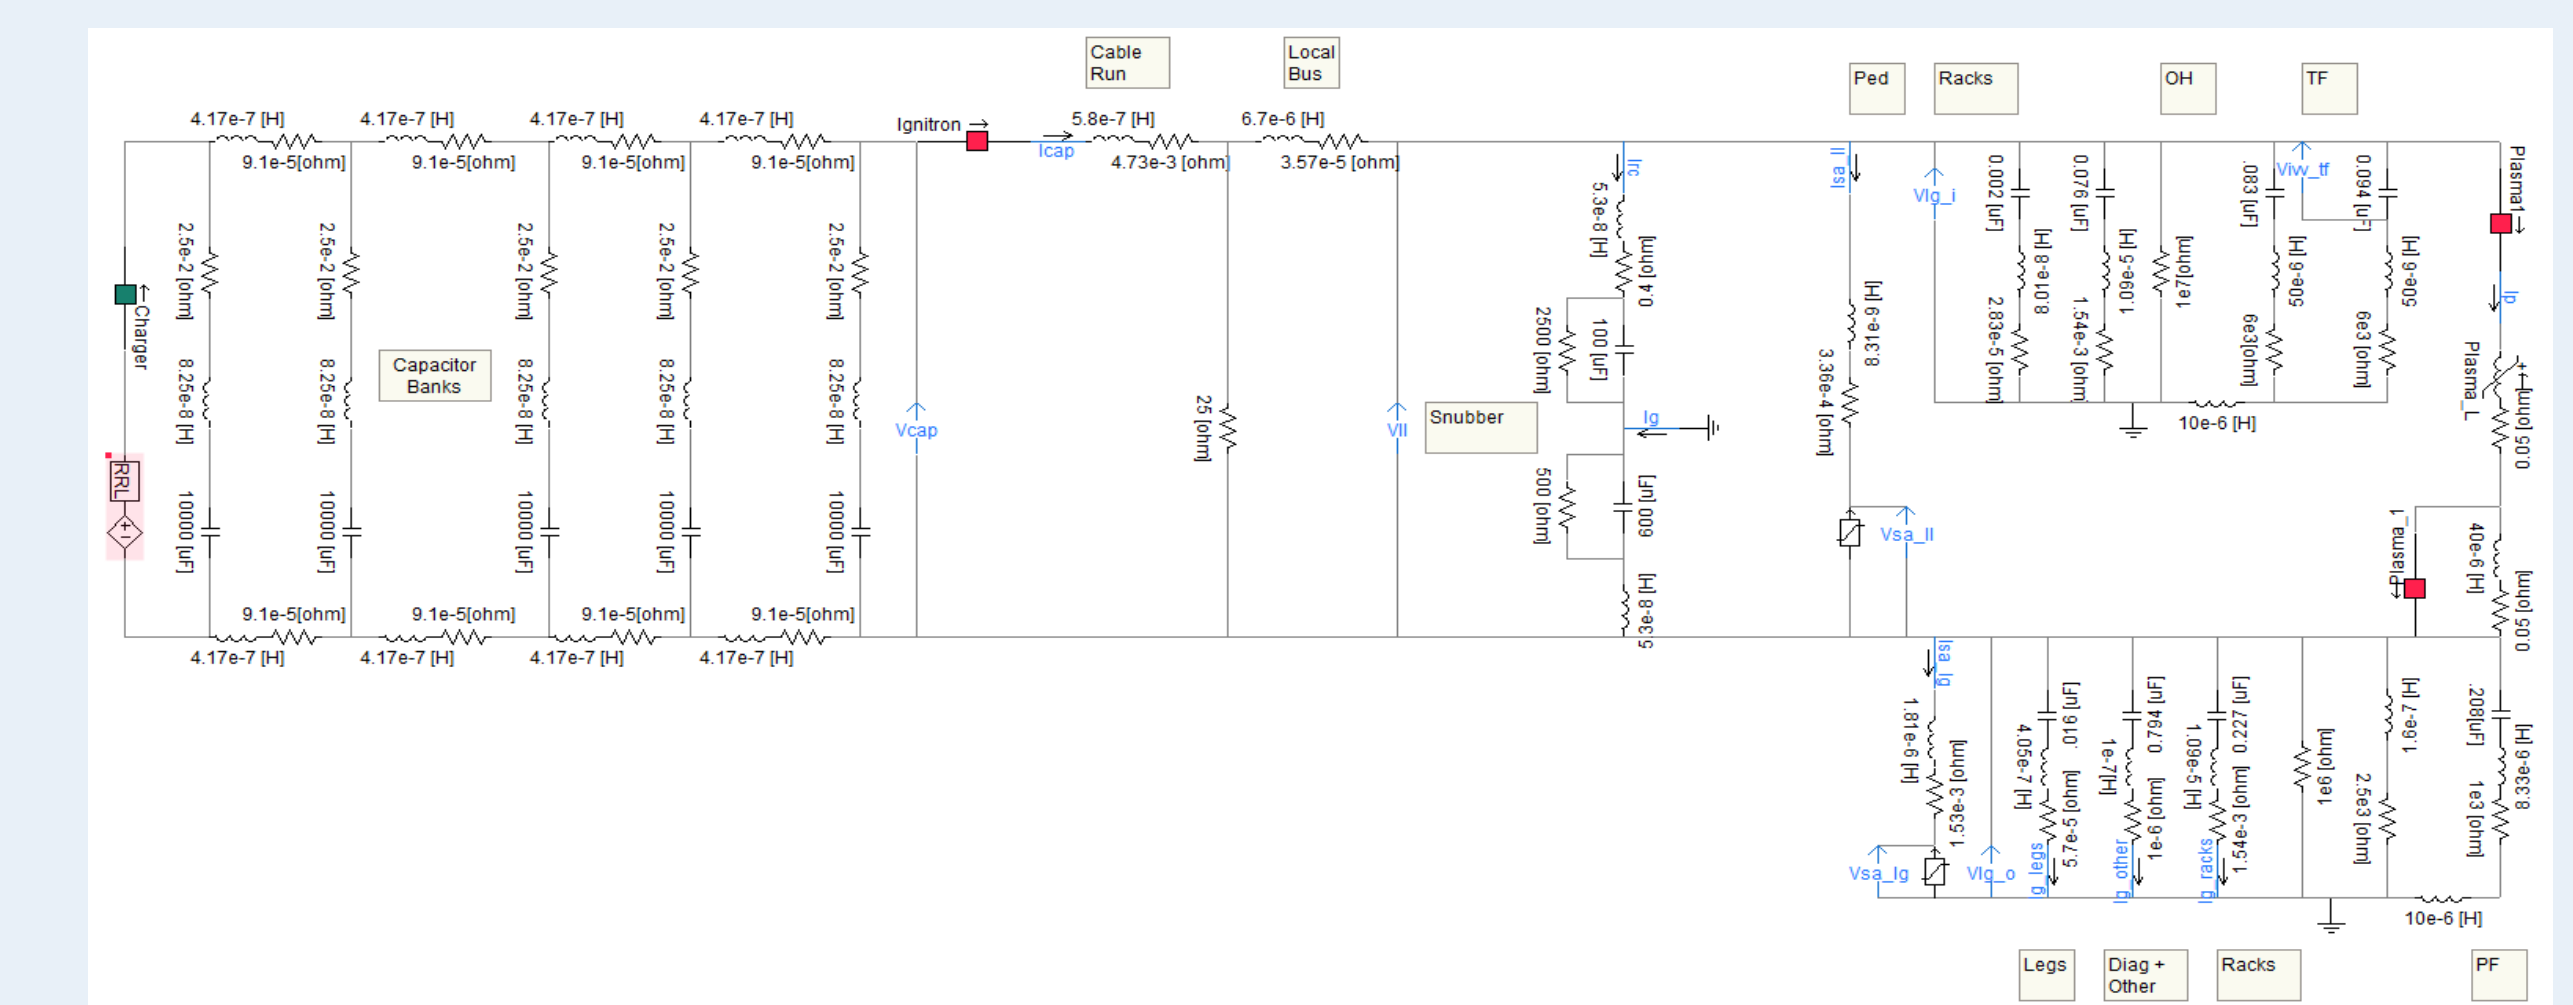 Cable
Run
Local
Bus
Ped
Racks
OH
TF
4.17e-7 [H]
4.17e-7 [H]
4.17e-7 [H]
4.17e-7 [H]
Ignitron
5.8e-7 [H]
6.7e-6 [H]
9.1e-5[ohm]
9.1e-5[ohm]
9.1e-5[ohm]
9.1e-5[ohm]
Icap
4.73e-3 [ohm]
3.57e-5 [ohm]
Irc
Isa_ll
Vlg_i
Vivv_tf
Plasma1
2.5e-2 [ohm]
2.5e-2 [ohm]
2.5e-2 [ohm]
2.5e-2 [ohm]
2.5e-2 [ohm]
5.3e-8 [H]
0.4 [ohm]
0.002 [uF]
8.01e-8 [H]
2.83e-5 [ohm]
0.076 [uF]
1.090e-5 [H]
1.54e-3 [ohm]
1e7[ohm]
.083 [uF]
50e-6 [H]
6e3[ohm]
0.094 [uF]
50e-6 [H]
6e3 [ohm]
Ip
Charger
Capacitor
Banks
8.25e-8 [H]
8.25e-8 [H]
8.25e-8 [H]
8.25e-8 [H]
8.25e-8 [H]
2500 [ohm]
100 [uF]
8.31e-6 [H]
3.36e-4 [ohm]
Plasma_L
+f
0.05 [ohm]
10e-6 [H]
Vcap
25 [ohm]
Vll
Snubber
Ig
RRL
10000 [uF]
10000 [uF]
10000 [uF]
10000 [uF]
10000 [uF]
500 [ohm]
600 [uF]
Vsa_ll
Plasma_1
40e-6 [H]
0.05 [ohm]
5.3e-8 [H]
9.1e-5[ohm]
9.1e-5[ohm]
9.1e-5[ohm]
9.1e-5[ohm]
4.17e-7 [H]
4.17e-7 [H]
4.17e-7 [H]
4.17e-7 [H]
Isa_lg
1.81e-6 [H]
1.53e-3 [ohm]
.016 [uF]
4.05e-7 [H]
5.7e-5 [ohm]
0.794 [uF]
1e-7[H]
1e-6 [ohm]
0.227 [uF]
1.09e-5 [H]
1.54e-3 [ohm]
1e6 [ohm]
1.6e-7 [H]
2.5e3 [ohm]
.208[uF]
8.33e-6 [H]
1e3 [ohm]
Vsa_lg
Vlg_o
Ig_legs
Ig_other
Ig_racks
10e-6 [H]
Legs
Diag +
Other
Racks
PF